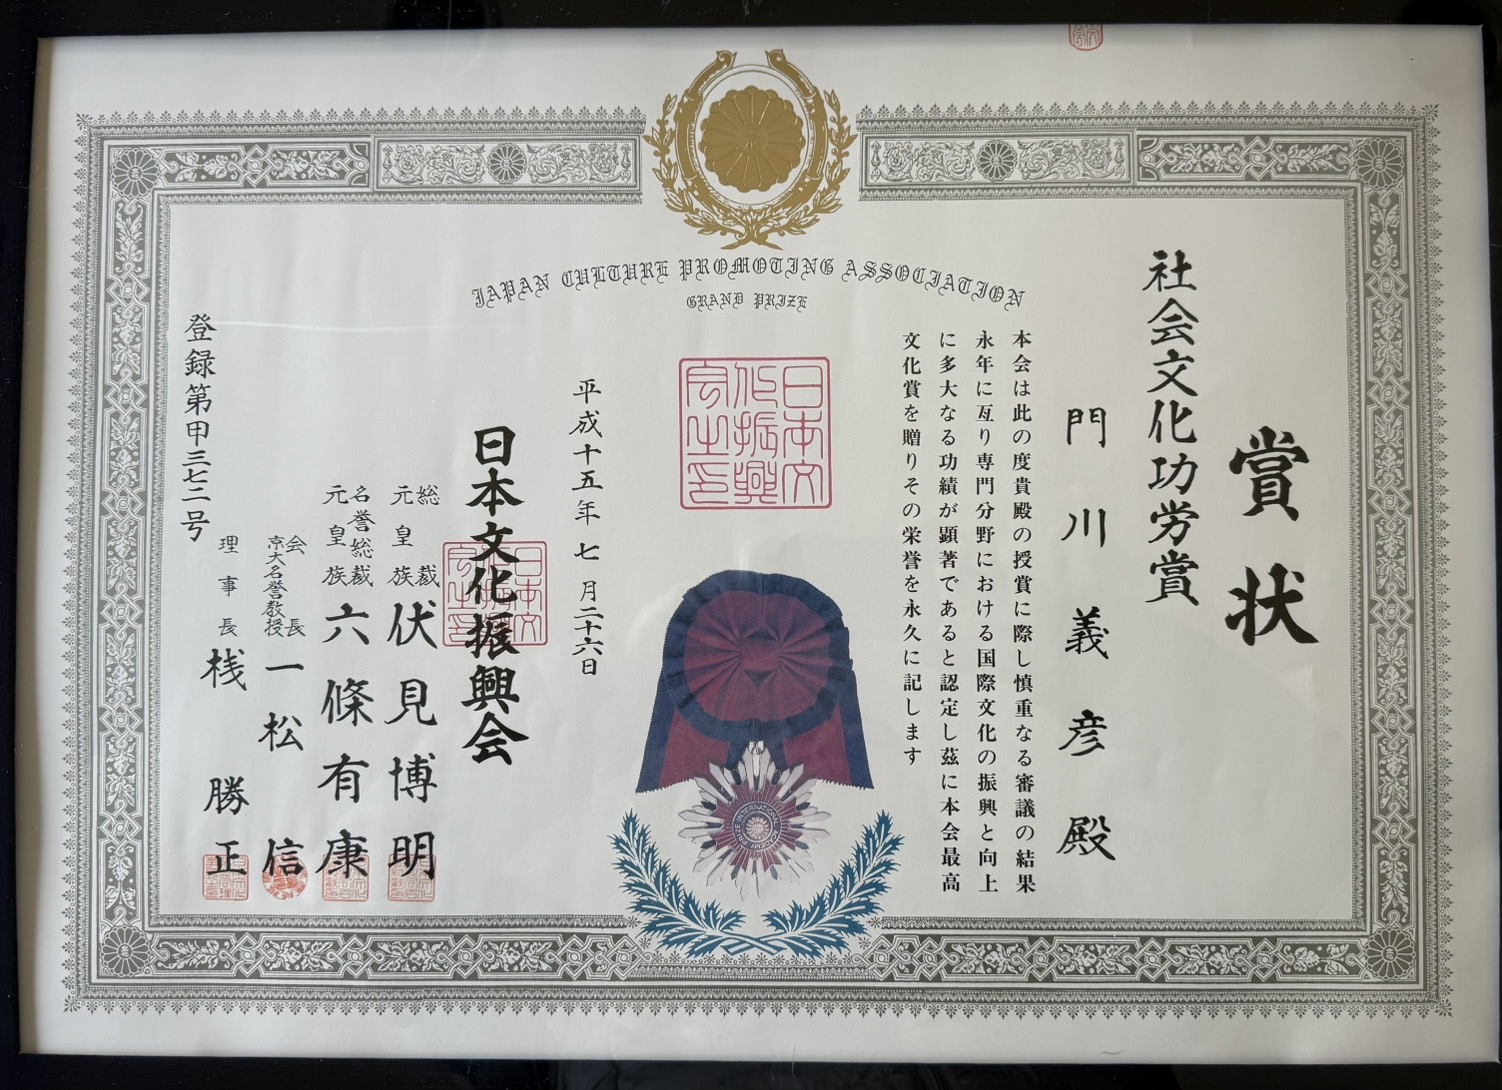 JAPAN CULTURE PROMOTING ASSOCIATION
GRAND PRIZE
賞状
社会文化功労賞
門川義彦殿
本会は此の度貴殿の授賞に際し慎重なる審議の結果
永年に亙り専門分野における国際文化の振興と向上
に多大なる功績が顕著であると認定し茲に本会最高
文化賞を贈りその栄誉を永久に記します
日本文
化振興
会之印
平成十五年七月二十六日
日本文化振興会
総裁
元皇族
伏見博明
名誉総裁
元皇族
六條有康
会長
京大名誉教授
一松信
理事長
桟勝正
登録第甲三七二号